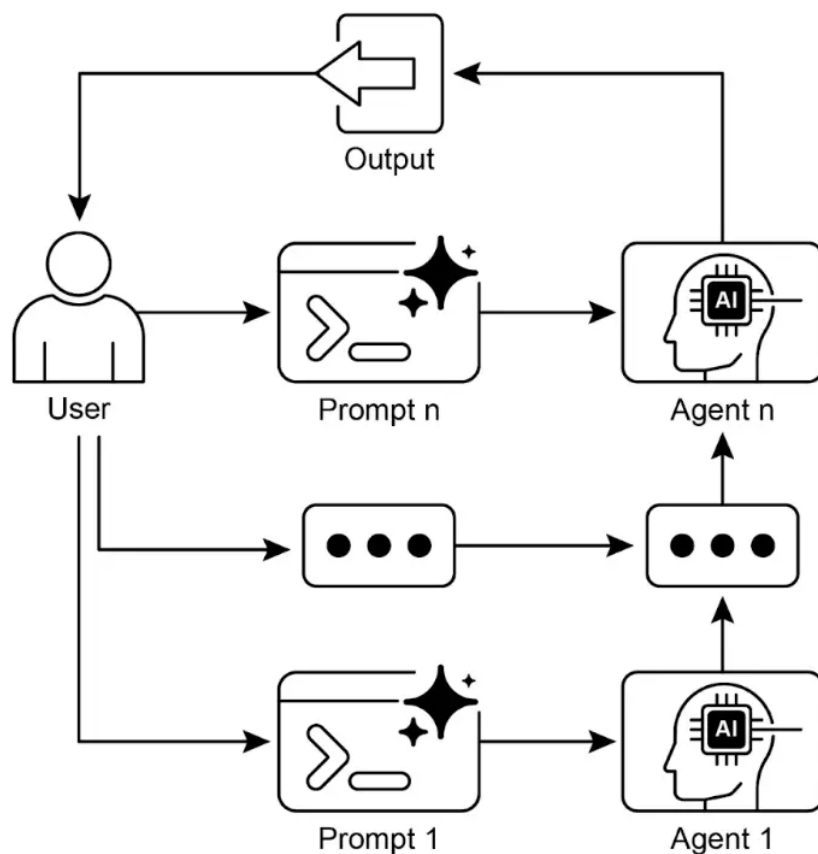 Output
AI
User
Prompt n
Agent n
AI
Prompt 1
Agent 1